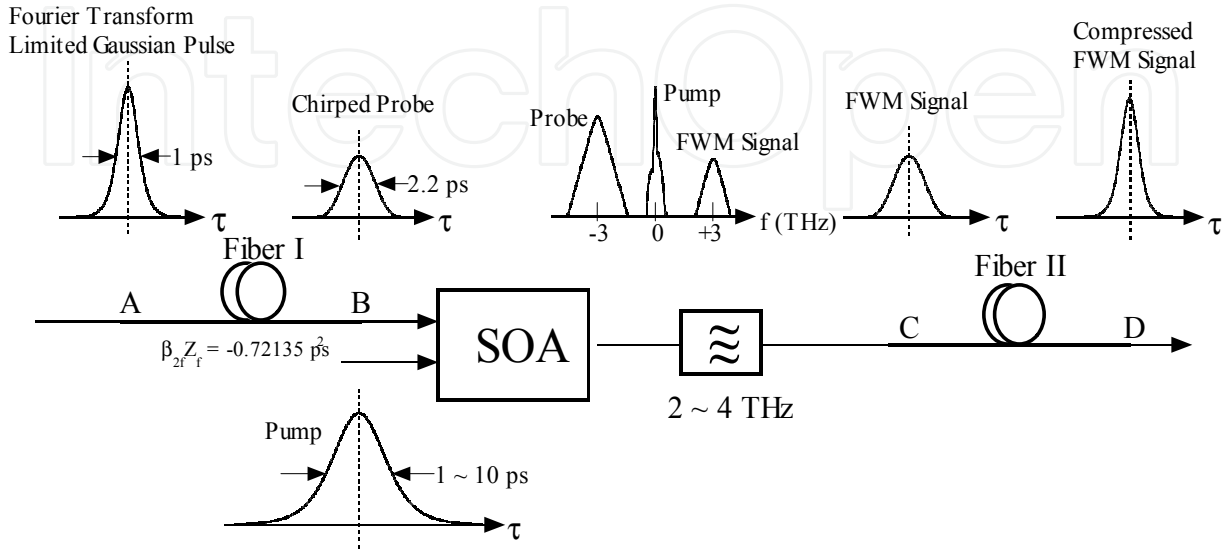 Fourier Transform
Limited Gaussian Pulse
1 ps
τ
Chirped Probe
2.2 ps
τ
Probe
Pump
FWM Signal
-3
0
+3
f (THz)
FWM Signal
τ
Compressed
FWM Signal
τ
IntechOpen
Fiber I
A
B
β2fZf = -0.72135 ps2
SOA
2 ~ 4 THz
Fiber II
C
D
Pump
1 ~ 10 ps
τ